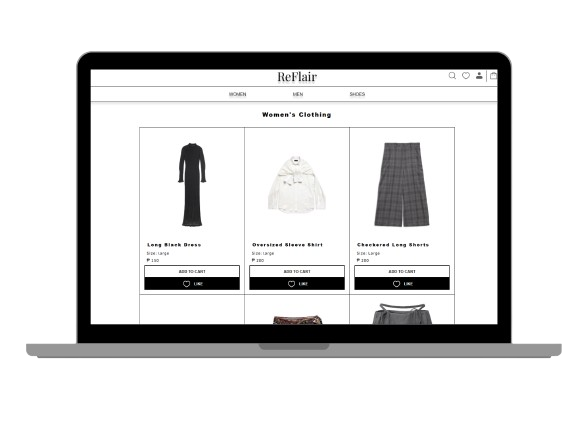 ReFlair
WOMEN MEN SHOES
Women's Clothing
Long Black Dress
Size: Large
₱ 150
ADD TO CART
LIKE
Oversized Sleeve Shirt
Size: Large
₱ 200
ADD TO CART
LIKE
Checkered Long Shorts
Size: Large
₱ 200
ADD TO CART
LIKE